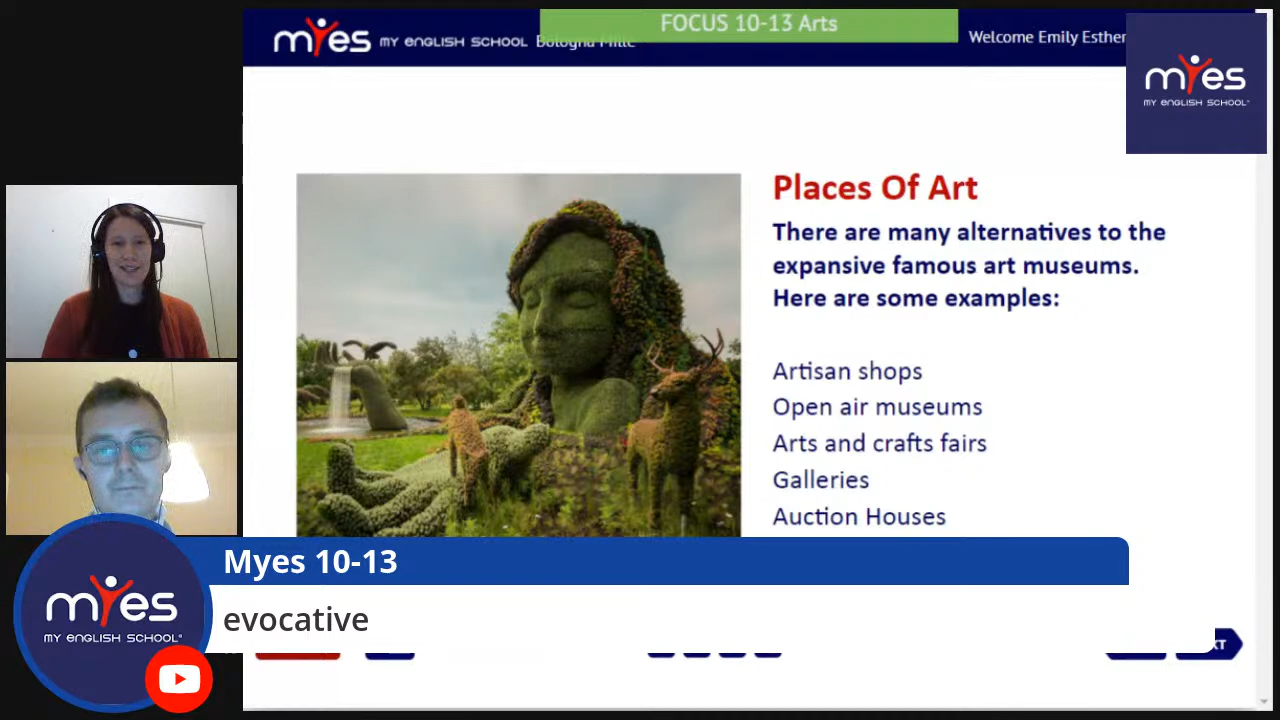 FOCUS 10-13 Arts
myes MY ENGLISH SCHOOL Bologna Mille
Welcome Emily Esther
myes
MY ENGLISH SCHOOL
Places Of Art
There are many alternatives to the
expansive famous art museums.
Here are some examples:
Artisan shops
Open air museums
Arts and crafts fairs
Galleries
Auction Houses
Myes 10-13
evocative
myes
MY ENGLISH SCHOOL